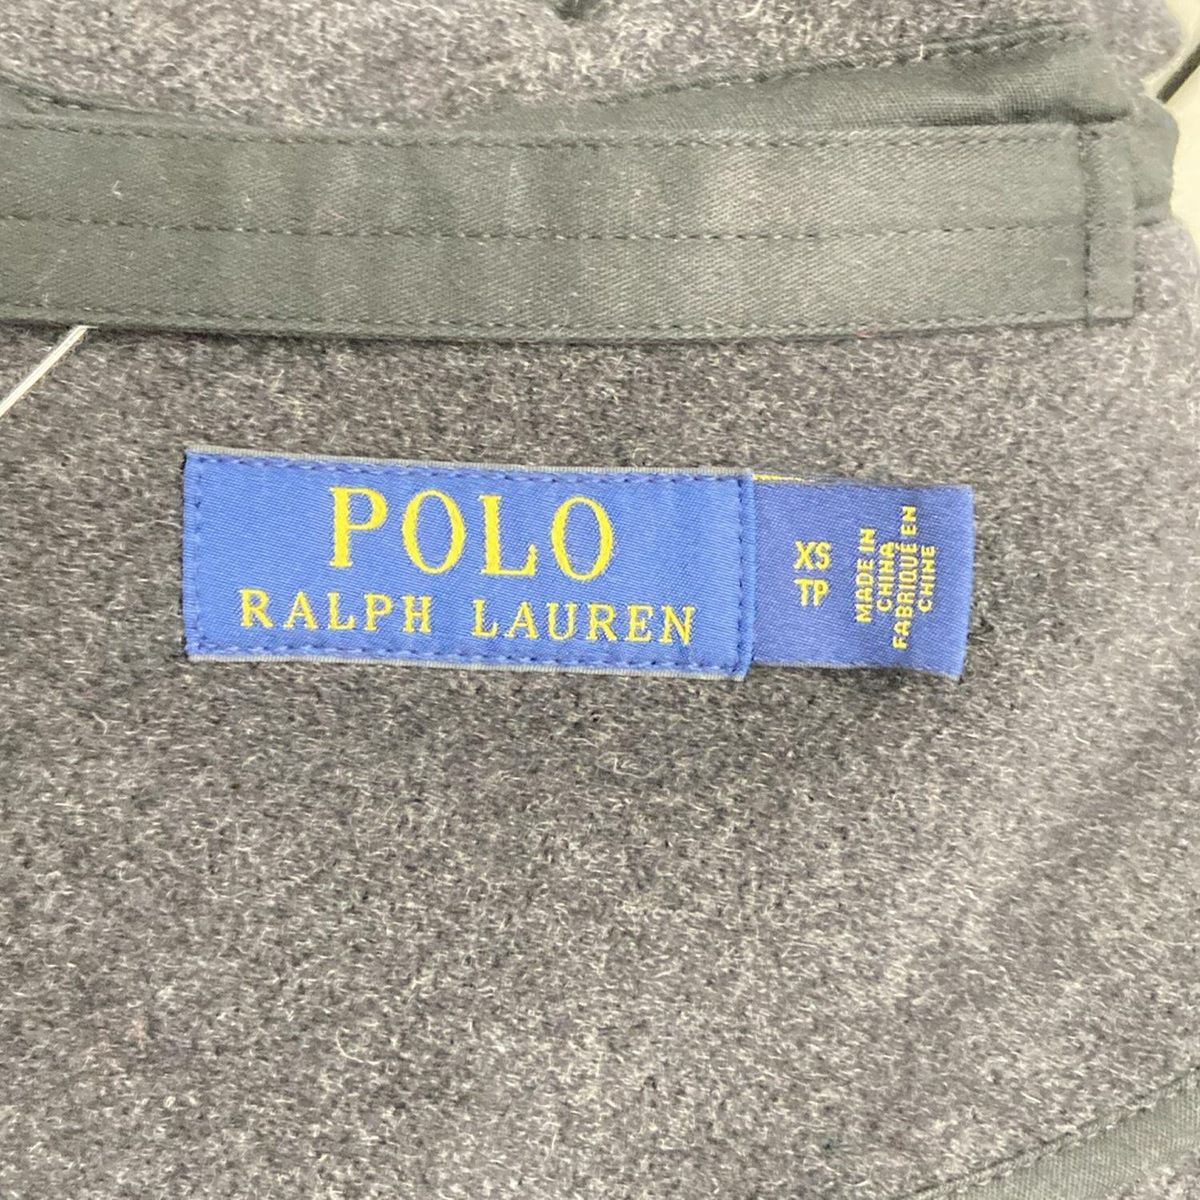 POLO
RALPH LAUREN
XS
TP
MADE IN
CHINA
FABRIQUÉ EN
CHINE